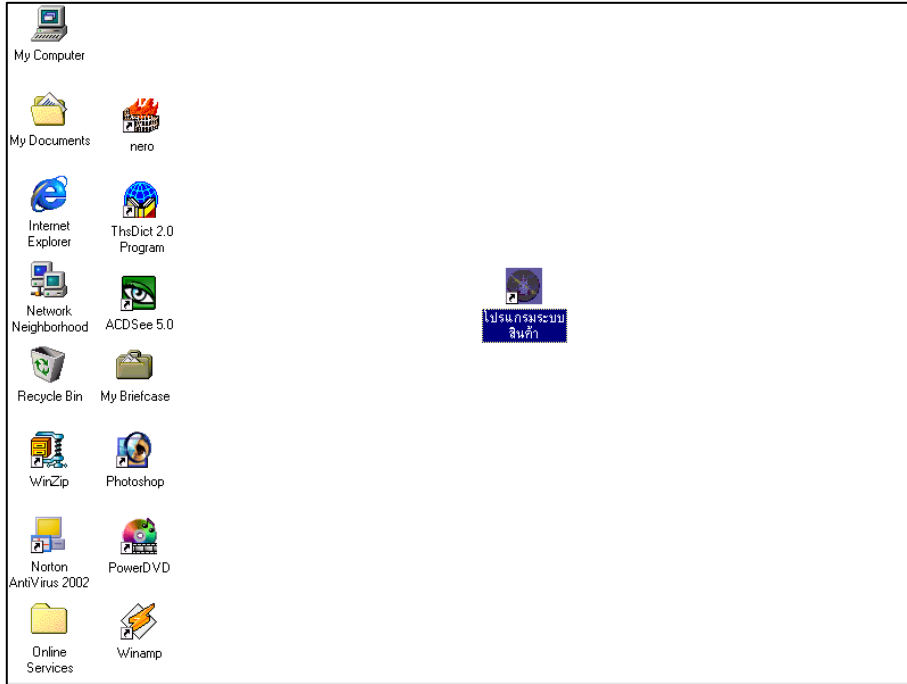 My Computer
My Documents
nero
Internet
Explorer
ThsDict 2.0
Program
Network
Neighborhood
ACDSee 5.0
โปรแกรมระบบ
สินค้า
Recycle Bin
My Briefcase
WinZip
Photoshop
Norton
AntiVirus 2002
PowerDVD
Online
Services
Winamp